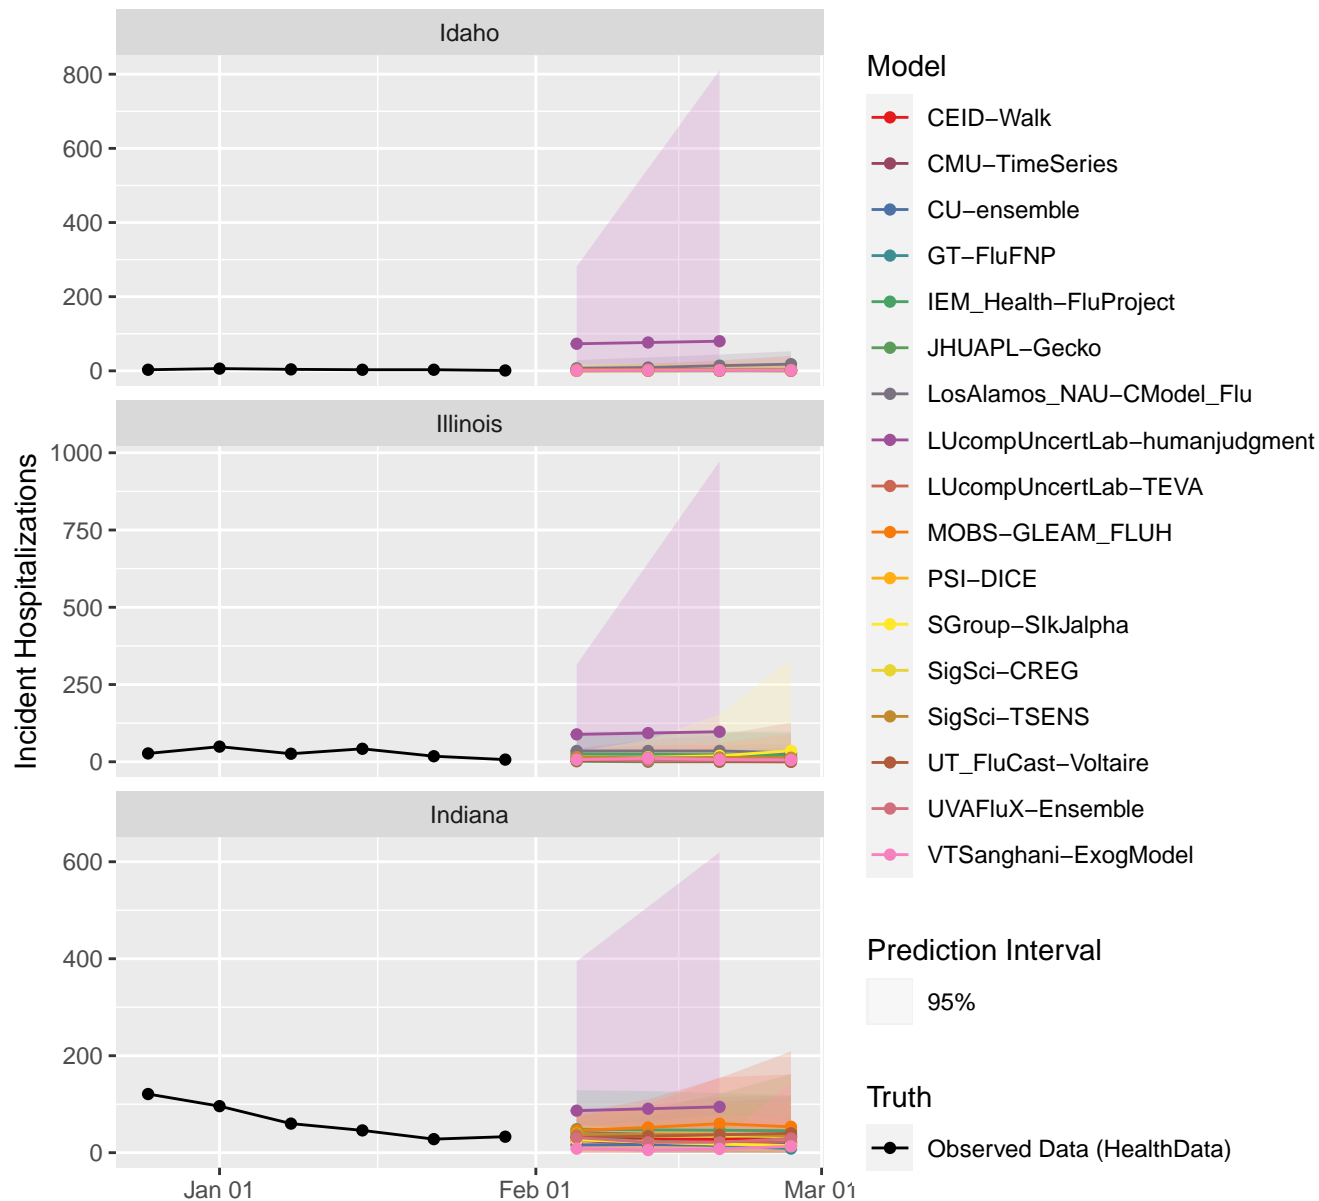 Idaho
800
600
400
200
0
Illinois
1000
750
500
250
0
Indiana
600
400
200
0
Jan 01
Feb 01
Mar 01
Incident Hospitalizations
Model
CEID−Walk
CMU−TimeSeries
CU−ensemble
GT−FluFNP
IEM_Health−FluProject
JHUAPL−Gecko
LosAlamos_NAU−CModel_Flu
LUcompUncertLab−humanjudgment
LUcompUncertLab−TEVA
MOBS−GLEAM_FLUH
PSI−DICE
SGroup−SIkJalpha
SigSci−CREG
SigSci−TSENS
UT_FluCast−Voltaire
UVAFluX−Ensemble
VTSanghani−ExogModel
Prediction Interval
95%
Truth
Observed Data (HealthData)